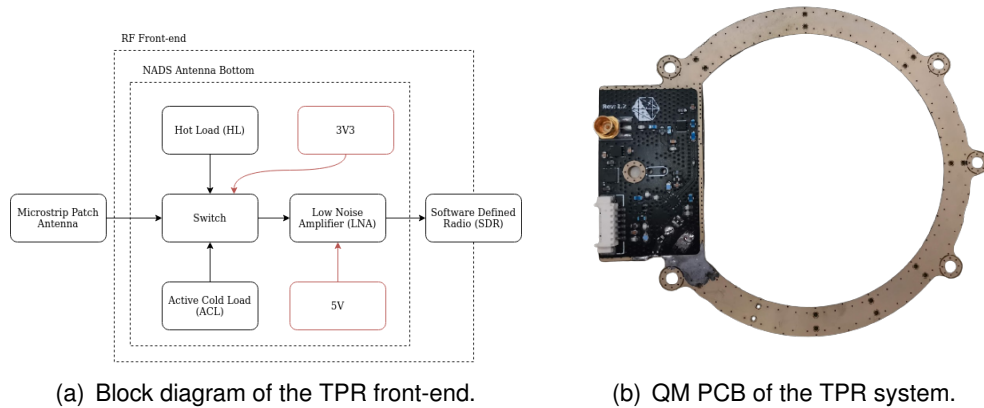 RF Front-end
NADS Antenna Bottom
Hot Load (HL)
3V3
Microstrip Patch
Antenna
Switch
Low Noise
Amplifier (LNA)
Software Defined
Radio (SDR)
Active Cold Load
(ACL)
5V
Rev: 1.2
(a) Block diagram of the TPR front-end.
(b) QM PCB of the TPR system.